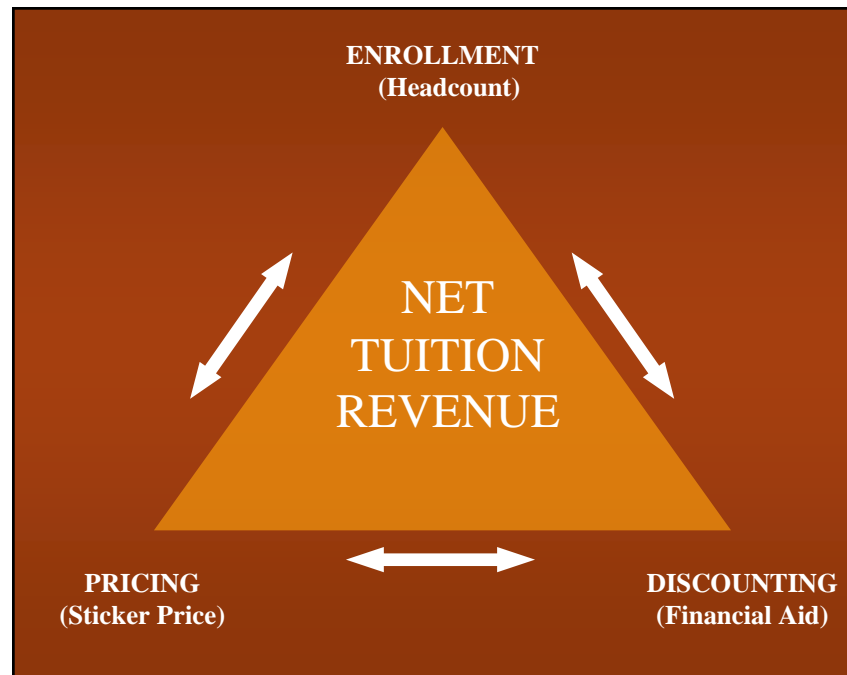 ENROLLMENT
(Headcount)
NET
TUITION
REVENUE
PRICING
(Sticker Price)
DISCOUNTING
(Financial Aid)